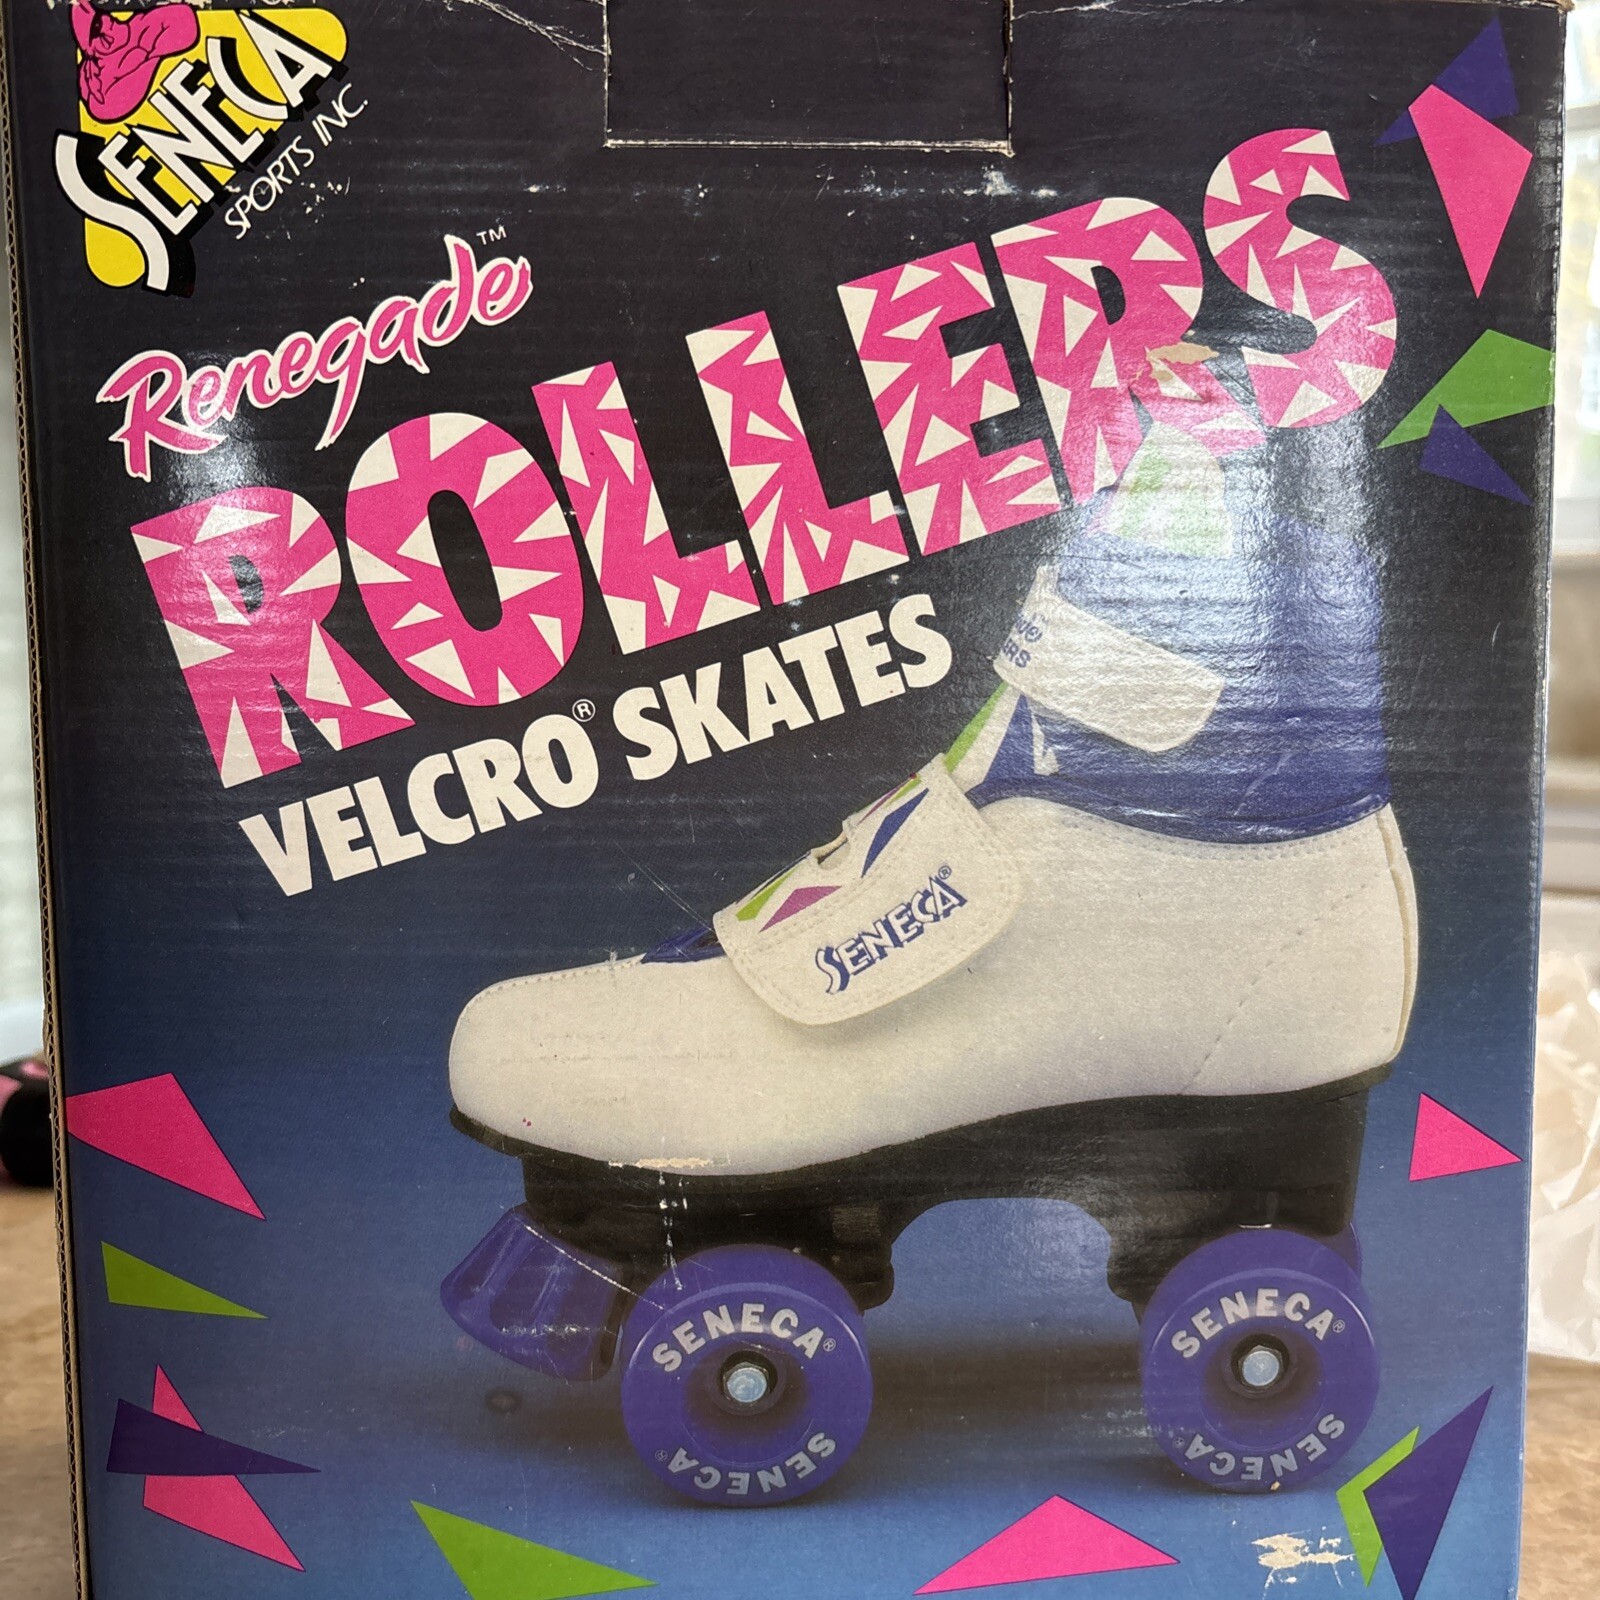 SENECA
SPORTS INC.
Renegade™
ROLLERS
VELCRO® SKATES
SENECA®
SENECA®
SENECA®
SENECA®
SENECA®